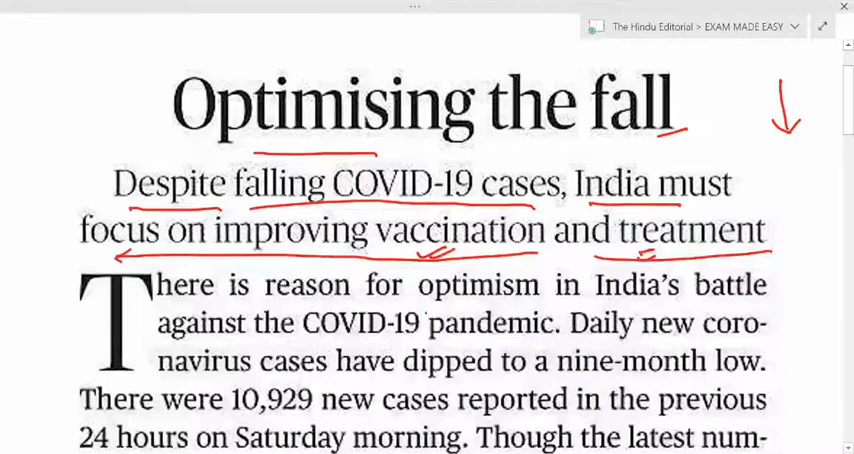 The Hindu Editorial > EXAM MADE EASY
Optimising the fall
Despite falling COVID-19 cases, India must
focus on improving vaccination and treatment
There is reason for optimism in India's battle
against the COVID-19 pandemic. Daily new coro-
navirus cases have dipped to a nine-month low.
There were 10,929 new cases reported in the previous
24 hours on Saturday morning. Though the latest num-